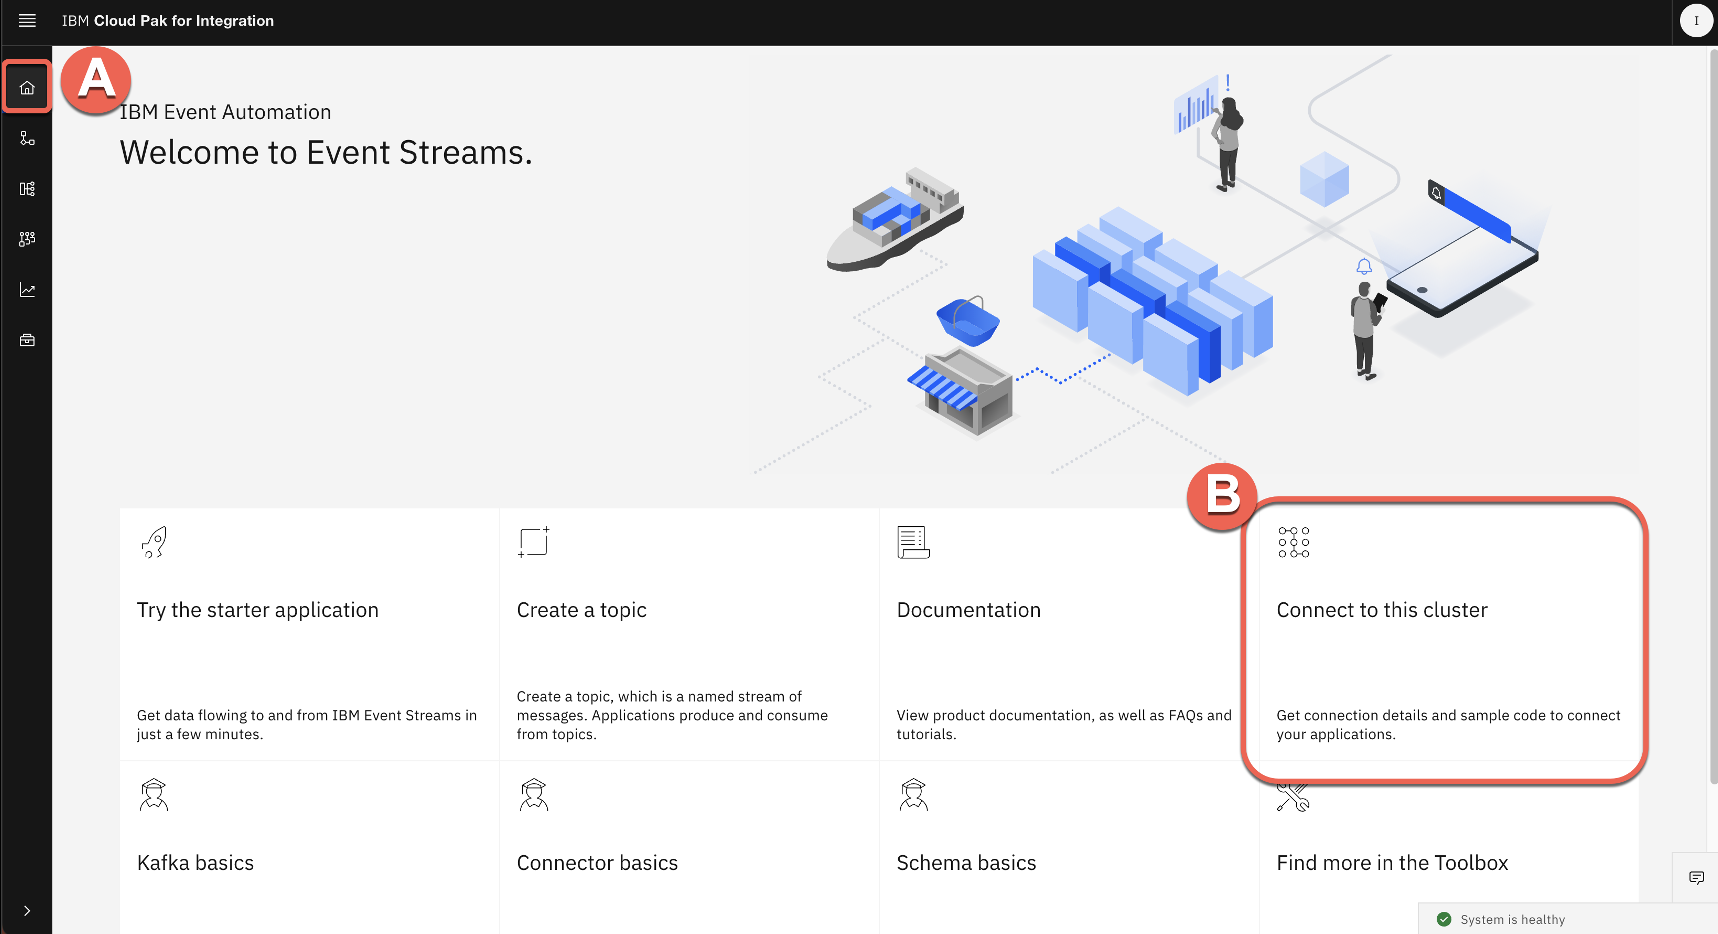 IBM Cloud Pak for Integration
I
A
IBM Event Automation
Welcome to Event Streams.
!
B
Try the starter application
Get data flowing to and from IBM Event Streams in
just a few minutes.
Create a topic
Create a topic, which is a named stream of
messages. Applications produce and consume
from topics.
Documentation
View product documentation, as well as FAQs and
tutorials.
Connect to this cluster
Get connection details and sample code to connect
your applications.
Kafka basics
Connector basics
Schema basics
Find more in the Toolbox
System is healthy